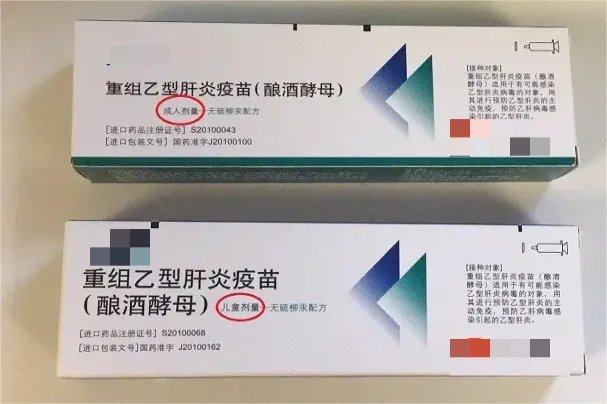 重组乙型肝炎疫苗(酿酒酵母)
成人剂量—无硫柳汞配方
[进口药品注册证号] S20100043
[进口包装文号] 国药准字J20100100
[接种对象]
重组乙型肝炎疫苗(酿酒
酵母)适用于有可能感染
乙型肝炎病毒的对象,用
其进行预防乙型肝炎的主
动免疫,预防乙肝病毒感
染引起的乙型肝炎。
重组乙型肝炎疫苗
(酿酒酵母)
儿童剂量—无硫柳汞配方
[进口药品注册证号] S20100068
[进口包装文号]国药准字 J20100162
[接种对象]
重组乙型肝炎疫苗(酿酒
酵母)适用于有可能感染
乙型肝炎病毒的对象,用
其进行预防乙型肝炎的主
动免疫,预防乙肝病毒感
染引起的乙型肝炎。